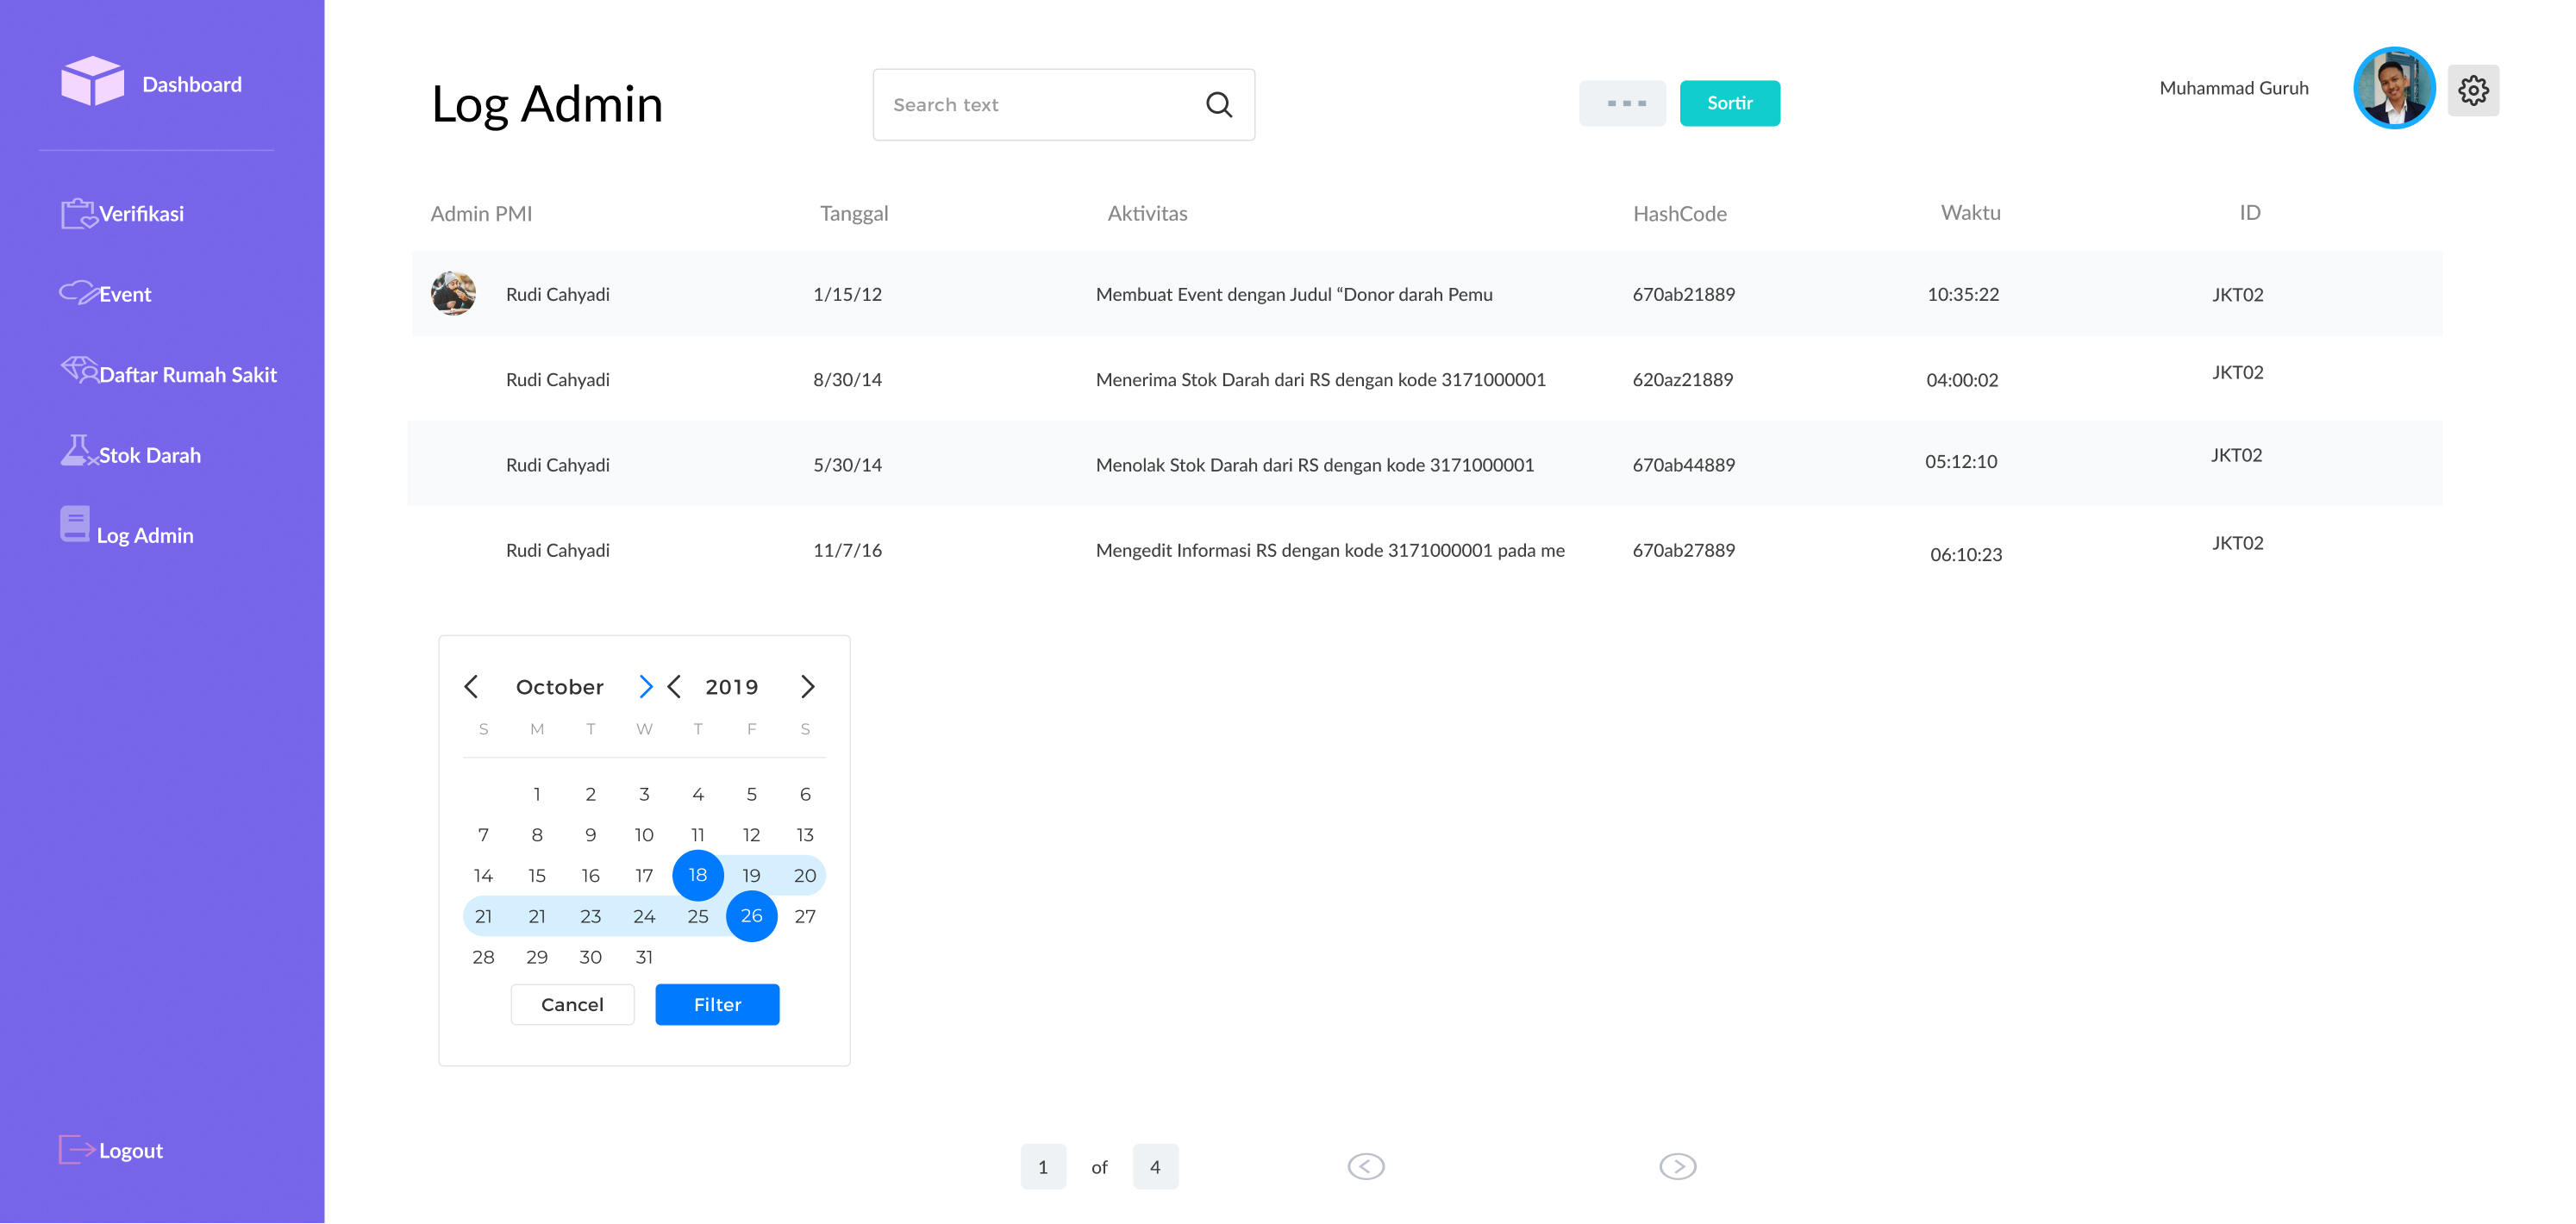 Dashboard
Verifikasi
Event
Daftar Rumah Sakit
Stok Darah
Log Admin
Logout
Log Admin
Search text
Sortir
Muhammad Guruh
Admin PMI Tanggal Aktivitas HashCode Waktu ID
Rudi Cahyadi 1/15/12 Membuat Event dengan Judul “Donor darah Pemu 670ab21889 10:35:22 JKT02
Rudi Cahyadi 8/30/14 Menerima Stok Darah dari RS dengan kode 3171000001 620az21889 04:00:02 JKT02
Rudi Cahyadi 5/30/14 Menolak Stok Darah dari RS dengan kode 3171000001 670ab44889 05:12:10 JKT02
Rudi Cahyadi 11/7/16 Mengedit Informasi RS dengan kode 3171000001 pada me 670ab27889 06:10:23 JKT02
October 2019
S M T W T F S
1 2 3 4 5 6
7 8 9 10 11 12 13
14 15 16 17 18 19 20
21 21 23 24 25 26 27
28 29 30 31
Cancel Filter
1 of 4